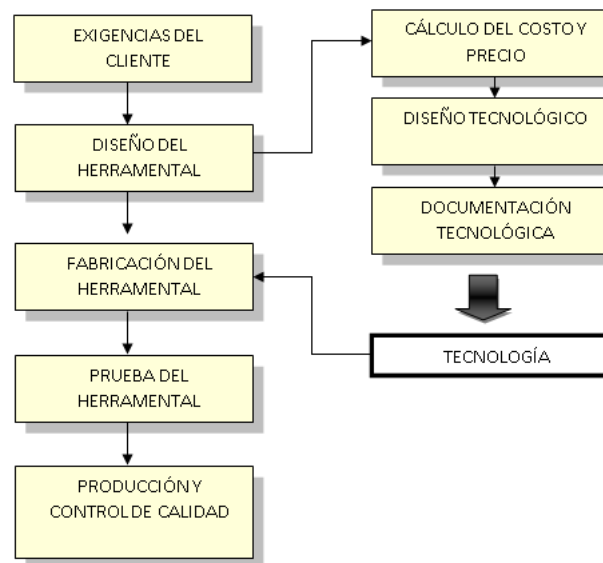 EXIGENCIAS DEL
CLIENTE
DISEÑO DEL
HERRAMENTAL
FABRICACIÓN DEL
HERRAMENTAL
PRUEBA DEL
HERRAMENTAL
PRODUCCIÓN Y
CONTROL DE CALIDAD
CÁLCULO DEL COSTO Y
PRECIO
DISEÑO TECNOLÓGICO
DOCUMENTACIÓN
TECNOLÓGICA
TECNOLOGÍA